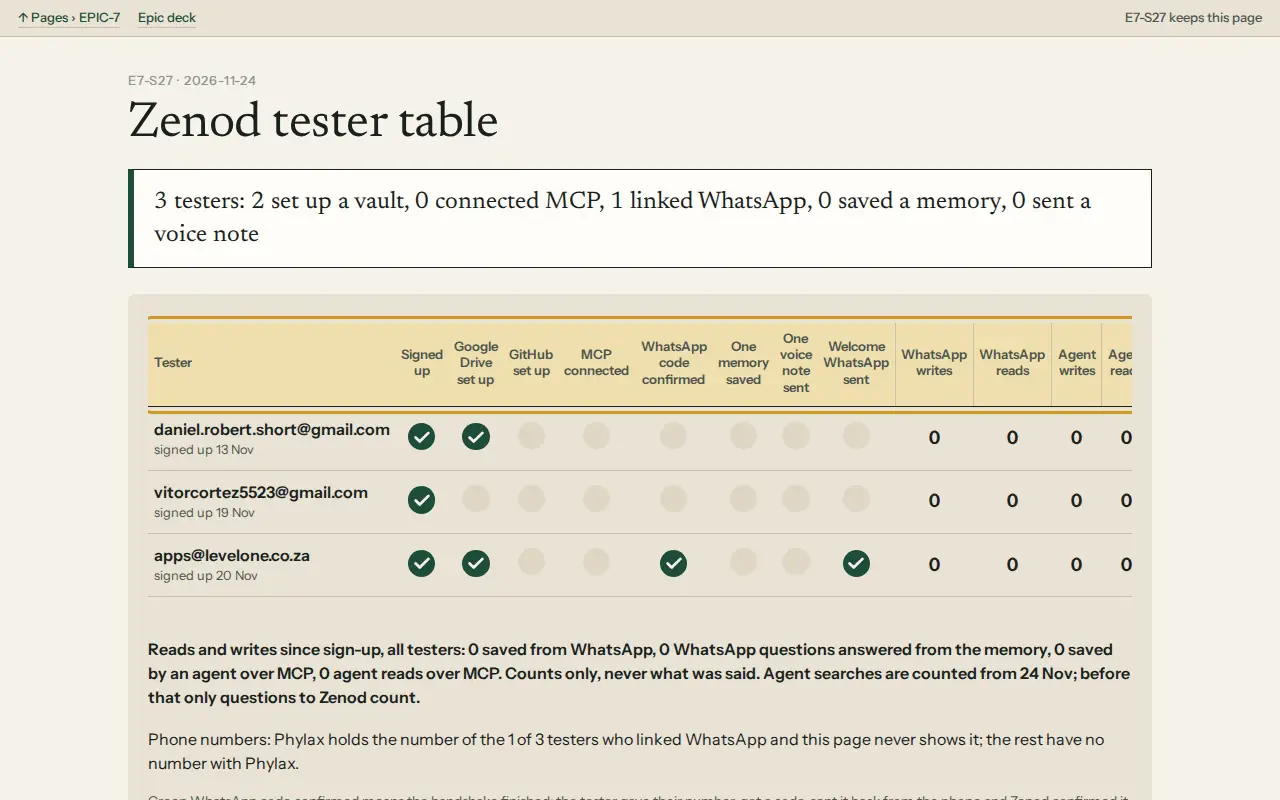 ↑ Pages › EPIC-7 Epic deck E7-S27 keeps this page
E7-S27 · 2026-11-24
Zenod tester table
3 testers: 2 set up a vault, 0 connected MCP, 1 linked WhatsApp, 0 saved a memory, 0 sent a
voice note
Tester
Signed
up
Google
Drive
set up
GitHub
set up
MCP
connected
WhatsApp
code
confirmed
One
memory
saved
One
voice
note
sent
Welcome
WhatsApp
sent
WhatsApp
writes
WhatsApp
reads
Agent
writes
daniel.robert.short@gmail.com 0 0 0 0
signed up 13 Nov
vitorcortez5523@gmail.com 0 0 0 0
signed up 19 Nov
apps@levelone.co.za 0 0 0 0
signed up 20 Nov
Reads and writes since sign-up, all testers: 0 saved from WhatsApp, 0 WhatsApp questions answered from the memory, 0 saved
by an agent over MCP, 0 agent reads over MCP. Counts only, never what was said. Agent searches are counted from 24 Nov; before
that only questions to Zenod count.
Phone numbers: Phylax holds the number of the 1 of 3 testers who linked WhatsApp and this page never shows it; the rest have no
number with Phylax.